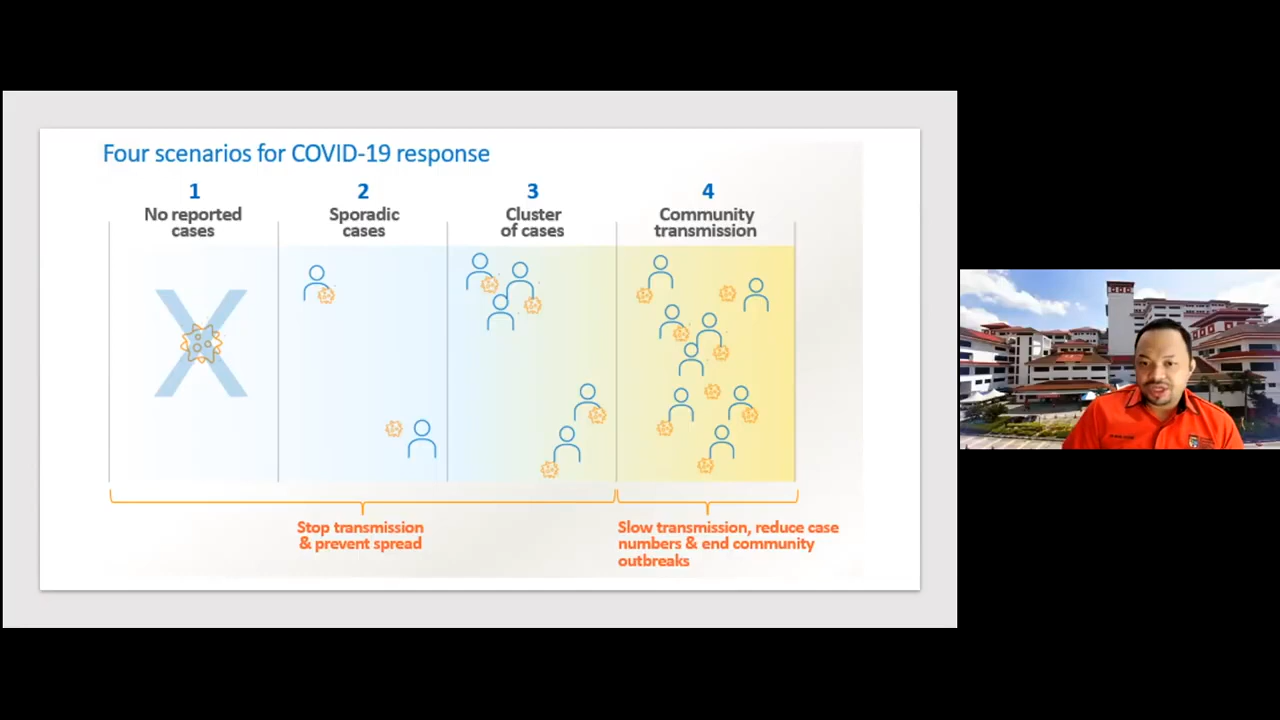 Four scenarios for COVID-19 response
1
No reported
cases
2
Sporadic
cases
3
Cluster
of cases
4
Community
transmission
Stop transmission
& prevent spread
Slow transmission, reduce case
numbers & end community
outbreaks